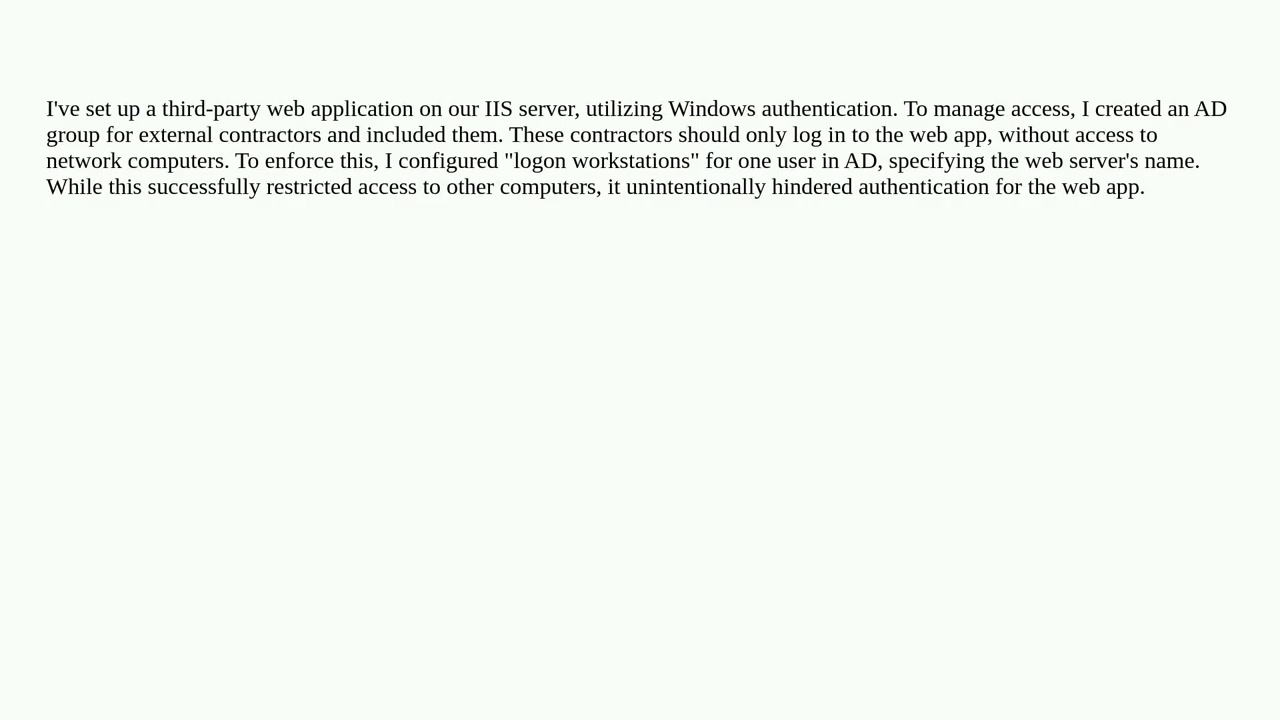 I've set up a third-party web application on our IIS server, utilizing Windows authentication. To manage access, I created an AD
group for external contractors and included them. These contractors should only log in to the web app, without access to
network computers. To enforce this, I configured "logon workstations" for one user in AD, specifying the web server's name.
While this successfully restricted access to other computers, it unintentionally hindered authentication for the web app.